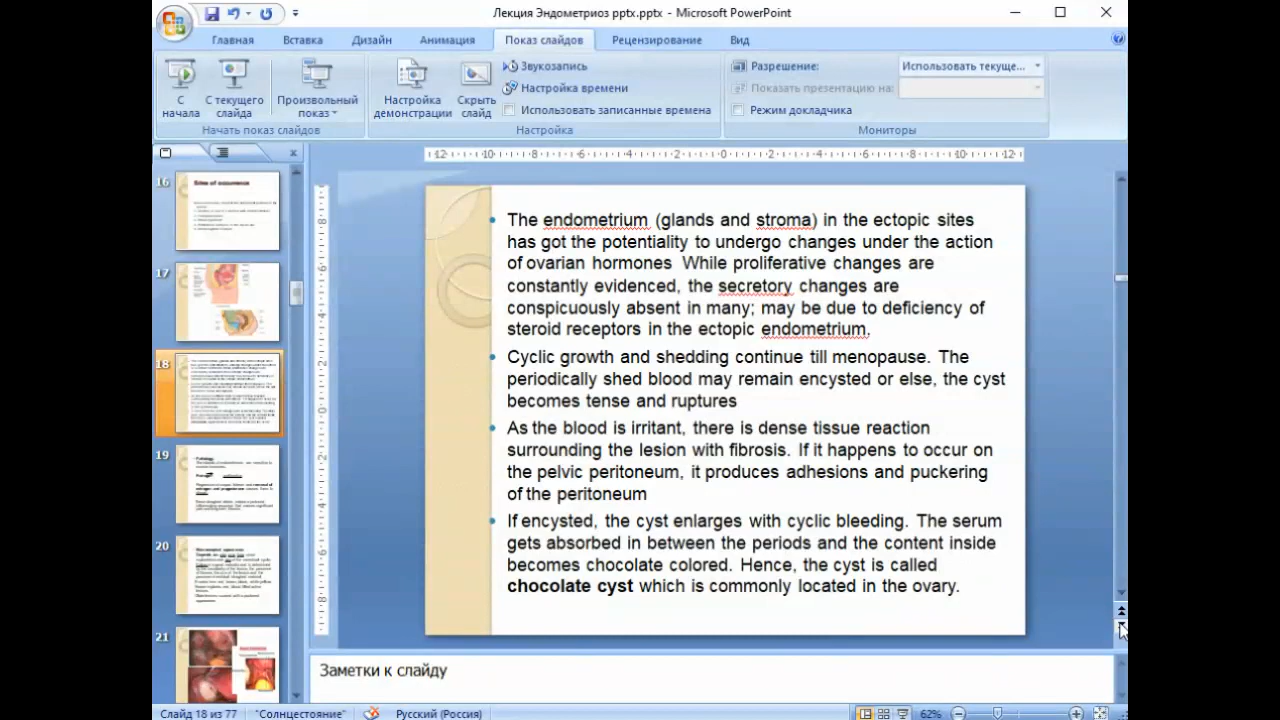 Лекция Эндометриоз pptx.pptx - Microsoft PowerPoint
Главная Вставка Дизайн Анимация Показ слайдов Рецензирование Вид
С начала
С текущего слайда
Произвольный показ
Начать показ слайдов
Настройка демонстрации
Скрыть слайд
Звукозапись
Настройка времени
Использовать записанные времена
Настройка
Разрешение: Использовать текуще...
Показать презентацию на:
Режим докладчика
Мониторы
16
Sites of occurrence
17
18
19
20
21
The endometrium (glands and stroma) in the ectopic sites
has got the potentiality to undergo changes under the action
of ovarian hormones While proliferative changes are
constantly evidenced, the secretory changes are
conspicuously absent in many; may be due to deficiency of
steroid receptors in the ectopic endometrium.
Cyclic growth and shedding continue till menopause. The
periodically shed blood may remain encysted or else, the cyst
becomes tense and ruptures
As the blood is irritant, there is dense tissue reaction
surrounding the lesion with fibrosis. If it happens to occur on
the pelvic peritoneum, it produces adhesions and puckering
of the peritoneum
If encysted, the cyst enlarges with cyclic bleeding. The serum
gets absorbed in between the periods and the content inside
becomes chocolate colored. Hence, the cyst is called
chocolate cyst which is commonly located in the ovary.
Заметки к слайду
Слайд 18 из 77 "Солнцестояние" Русский (Россия) 62%